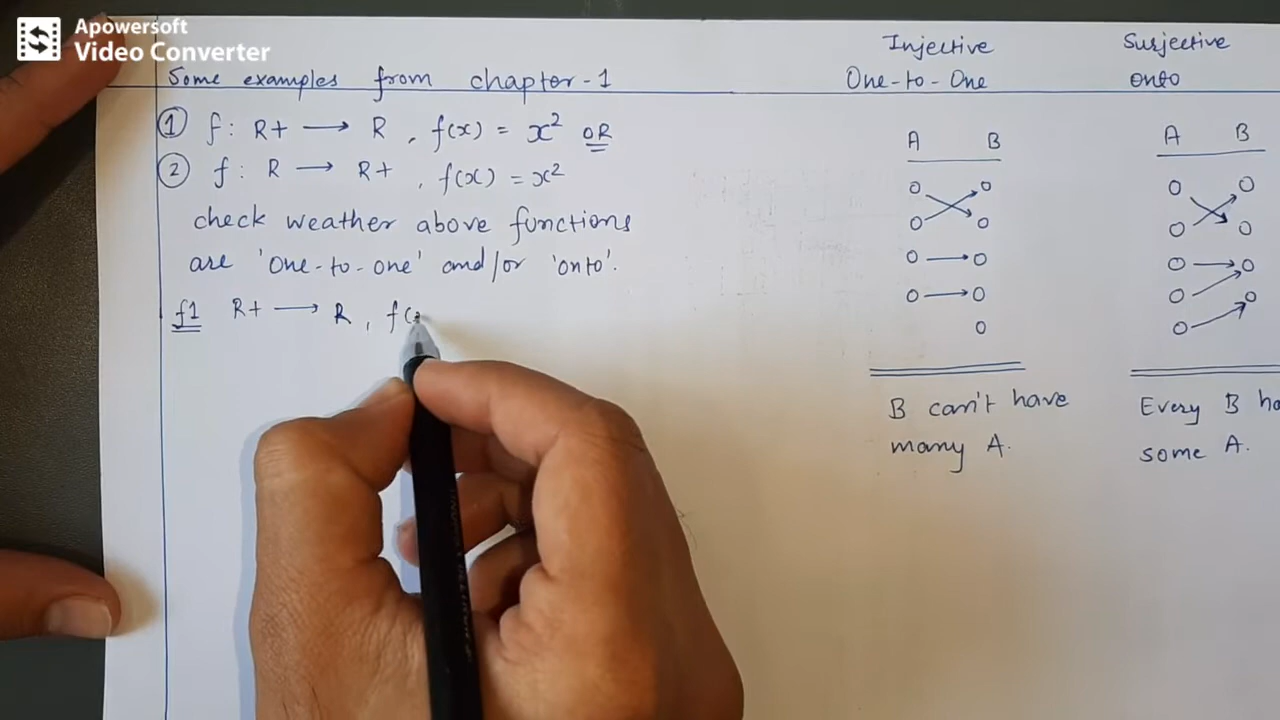 Apowersoft
Video Converter
Some examples from chapter-1
① f: R+ → R , f(x) = x² OR
② f: R → R+ , f(x) = x²
check weather above functions
are 'one-to-one' and/or 'onto'.
f1 R+ → R , f(
Injective
One-to-One
A B
B can't have
many A.
Surjective
onto
A B
Every B ha
some A.